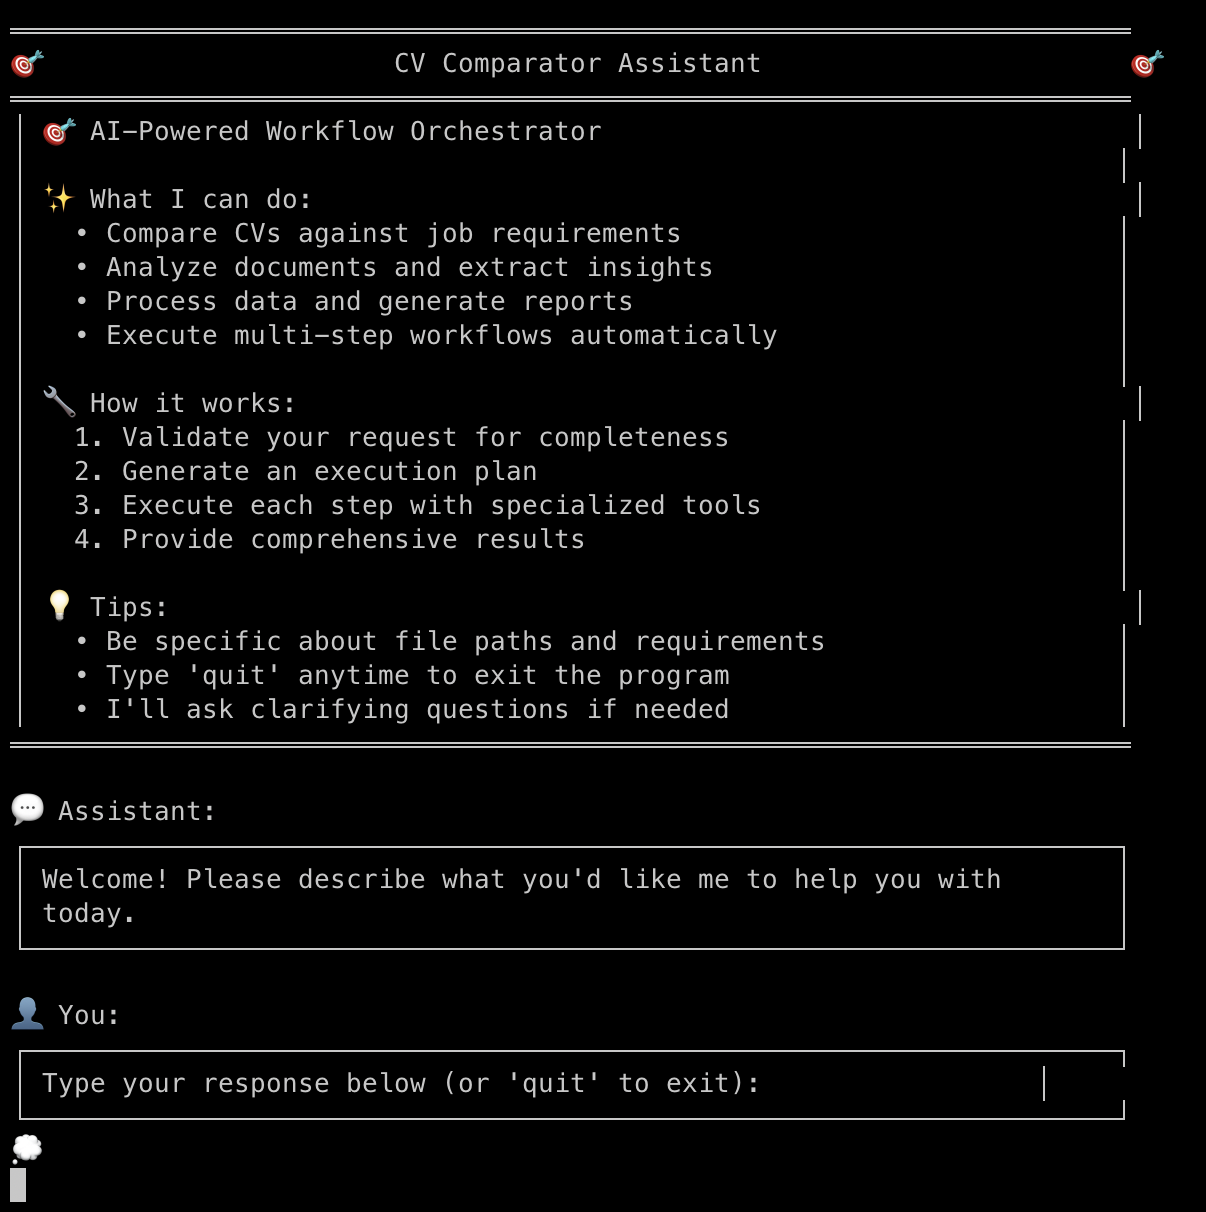 🎯 CV Comparator Assistant 🎯
🎯 AI-Powered Workflow Orchestrator
✨ What I can do:
• Compare CVs against job requirements
• Analyze documents and extract insights
• Process data and generate reports
• Execute multi-step workflows automatically
🔧 How it works:
1. Validate your request for completeness
2. Generate an execution plan
3. Execute each step with specialized tools
4. Provide comprehensive results
💡 Tips:
• Be specific about file paths and requirements
• Type 'quit' anytime to exit the program
• I'll ask clarifying questions if needed
💬 Assistant:
Welcome! Please describe what you'd like me to help you with
today.
👤 You:
Type your response below (or 'quit' to exit):
💭